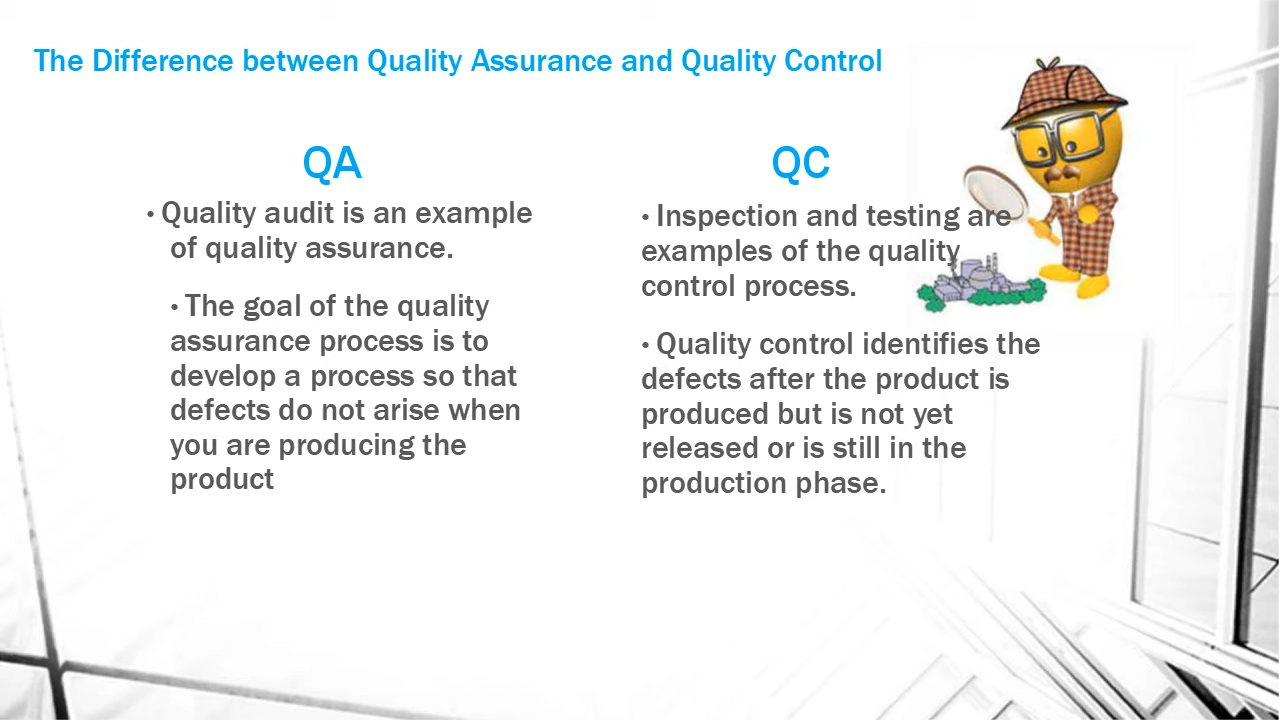 The Difference between Quality Assurance and Quality Control
QA
• Quality audit is an example
of quality assurance.
• The goal of the quality
assurance process is to
develop a process so that
defects do not arise when
you are producing the
product
QC
• Inspection and testing are
examples of the quality
control process.
• Quality control identifies the
defects after the product is
produced but is not yet
released or is still in the
production phase.